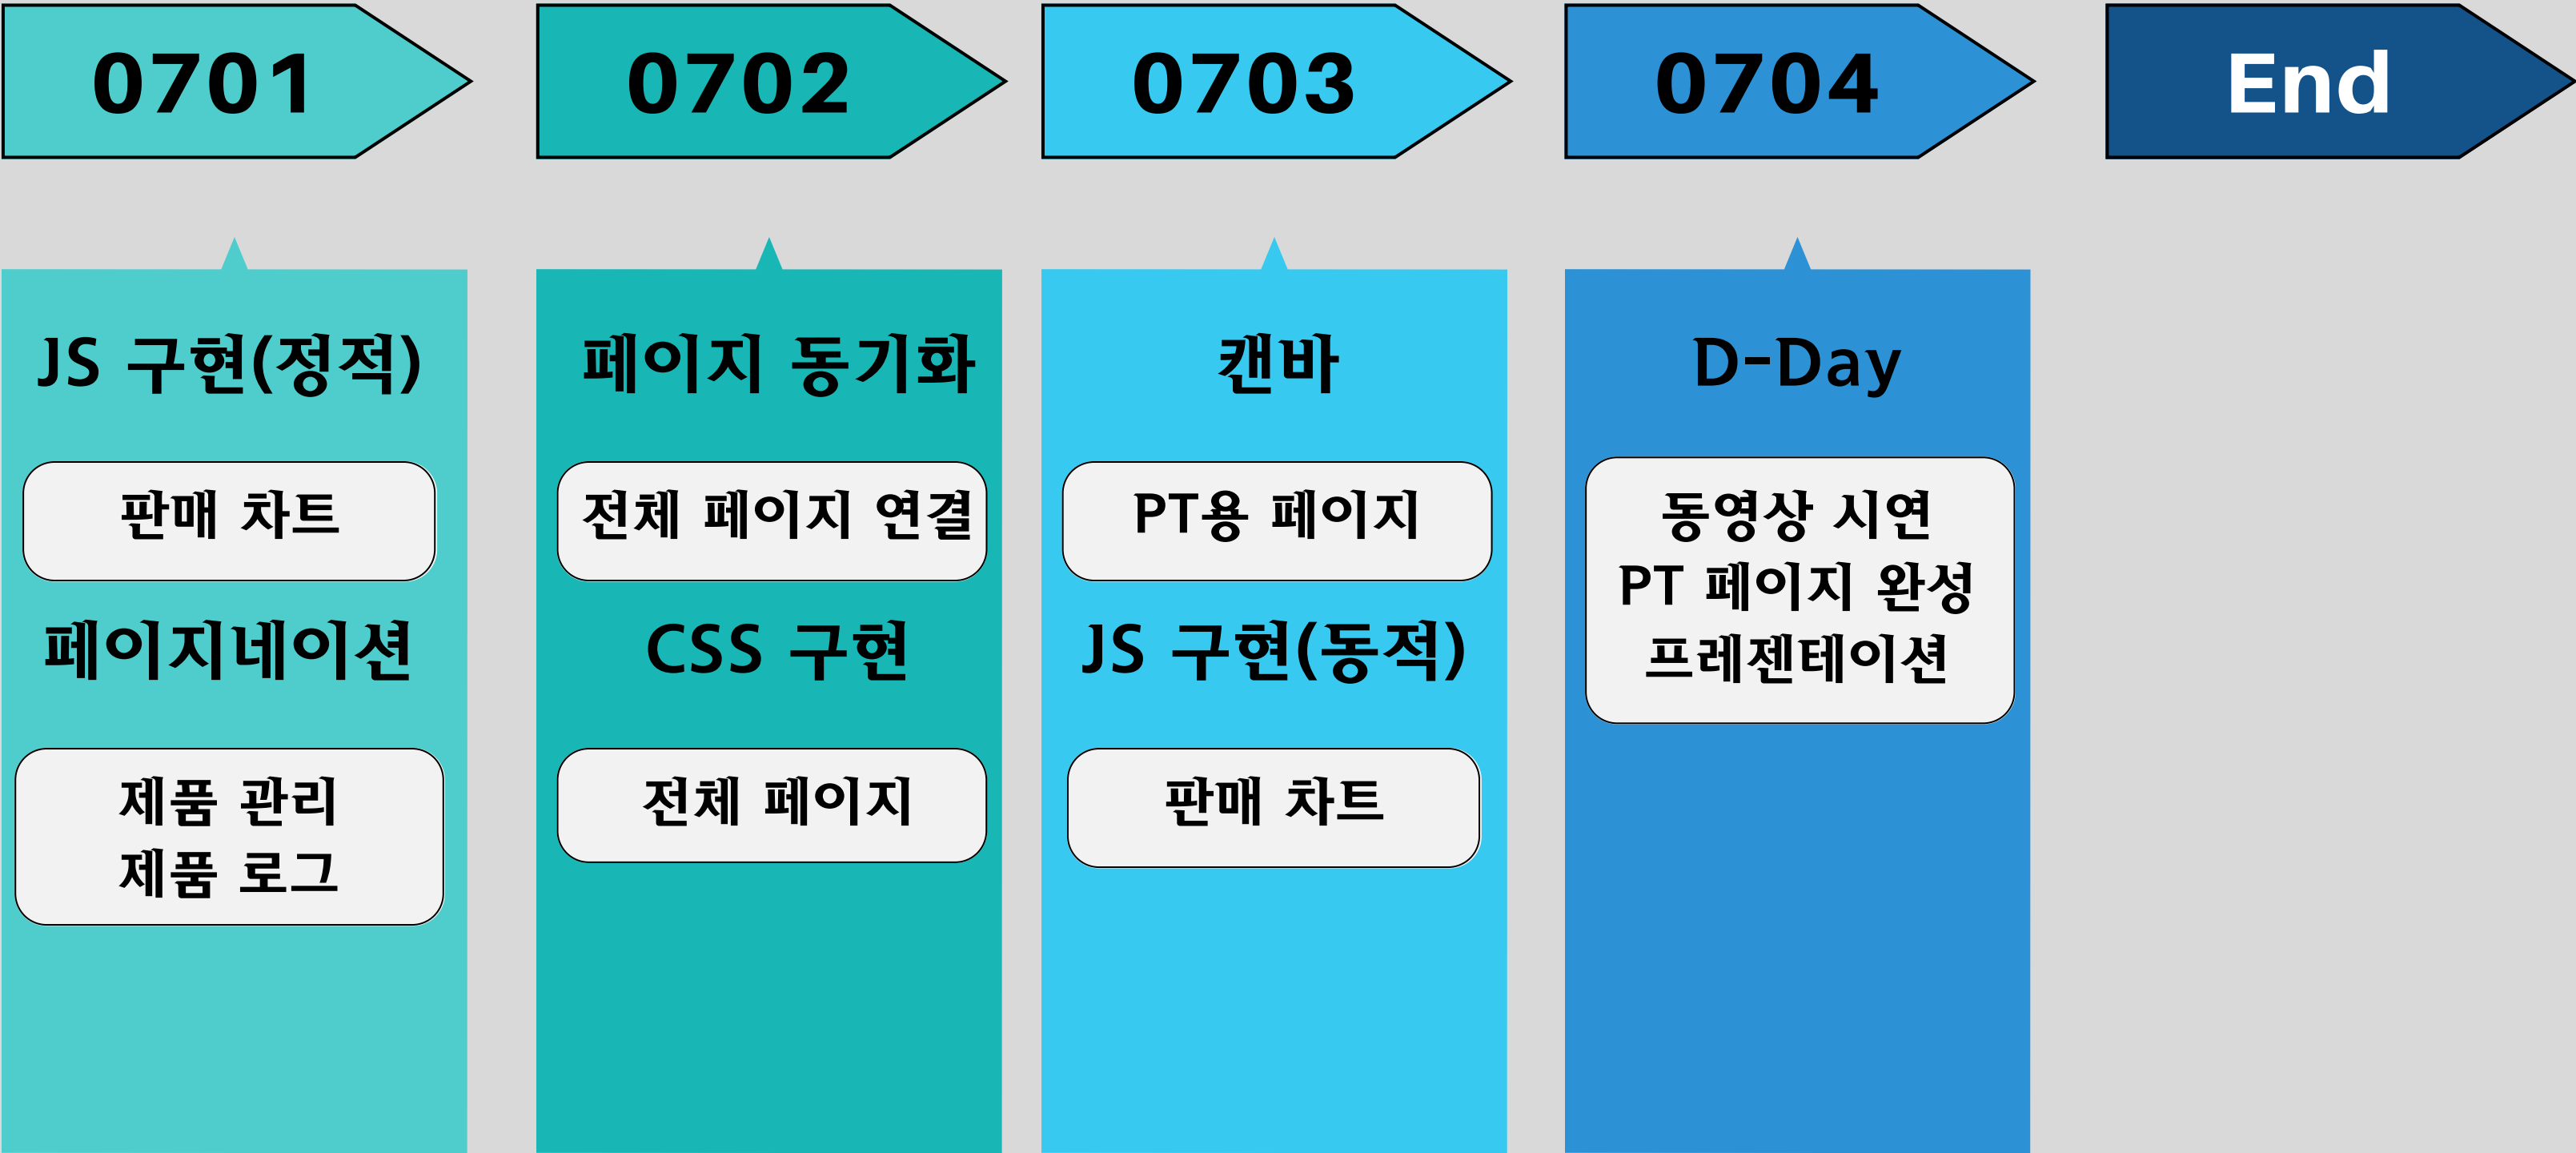 0701
0702
0703
0704
End
JS 구현(정적)
판매 차트
페이지네이션
제품 관리
제품 로그
페이지 동기화
전체 페이지 연결
CSS 구현
전체 페이지
캔바
PT용 페이지
JS 구현(동적)
판매 차트
D-Day
동영상 시연
PT 페이지 완성
프레젠테이션